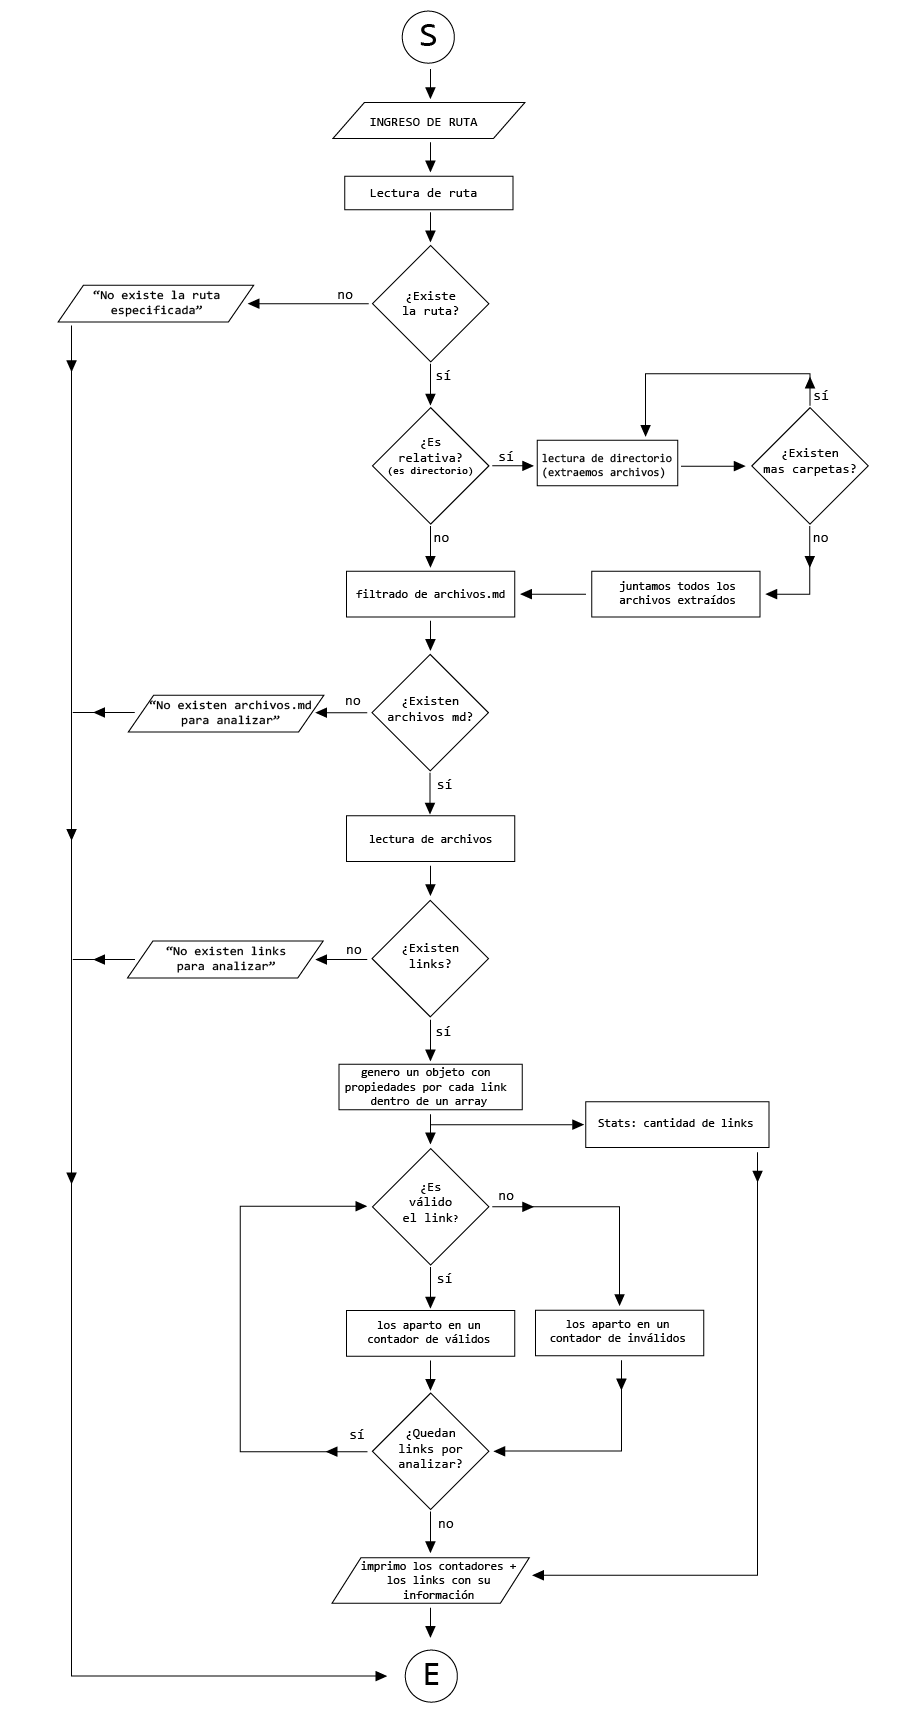 S
INGRESO DE RUTA
Lectura de ruta
¿Existe
la ruta?
no
“No existe la ruta
especificada”
sí
¿Es
relativa?
(es directorio)
sí
lectura de directorio
(extraemos archivos)
sí
¿Existen
mas carpetas?
no
no
juntamos todos los
archivos extraídos
filtrado de archivos.md
¿Existen
archivos md?
no
“No existen archivos.md
para analizar”
sí
lectura de archivos
¿Existen
links?
no
“No existen links
para analizar”
sí
genero un objeto con
propiedades por cada link
dentro de un array
Stats: cantidad de links
¿Es
válido
el link?
no
sí
los aparto en un
contador de válidos
los aparto en un
contador de inválidos
¿Quedan
links por
analizar?
sí
no
imprimo los contadores +
los links con su
información
E